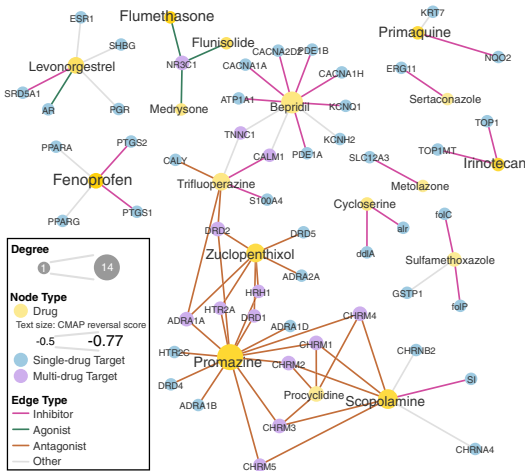 ESR1
Flumethasone
KRT7
Primaquine
SHBG
Flunisolide
CACNA2D2
PDE1B
NQO2
Levonorgestrel
NR3C1
CACNA1A
CACNA1H
ERG11
SRD5A1
ATP1A1
Bepridil
KCNQ1
Sertaconazole
AR
PGR
Medrysone
TOP1
TNNC1
KCNH2
PPARA
PTGS2
CALY
CALM1
PDE1A
SLC12A3
TOP1MT
Irinotecan
Fenoprofen
Trifluoperazine
Metolazone
S100A4
Cycloserine
PPARG
PTGS1
alr
folC
DRD2
DRD5
Zuclopenthixol
ddlA
Sulfamethoxazole
ADRA2A
HRH1
GSTP1
folP
Degree
1
14
Node Type
Drug
Text size: CMAP reversal score
-0.5
-0.77
Single-drug Target
Multi-drug Target
Edge Type
Inhibitor
Agonist
Antagonist
Other
HTR2A
ADRA1A
DRD1
CHRM4
ADRA1D
HTR2C
CHRM1
CHRNB2
Promazine
CHRM2
DRD4
SI
Procyclidine
Scopolamine
ADRA1B
CHRM3
CHRNA4
CHRM5